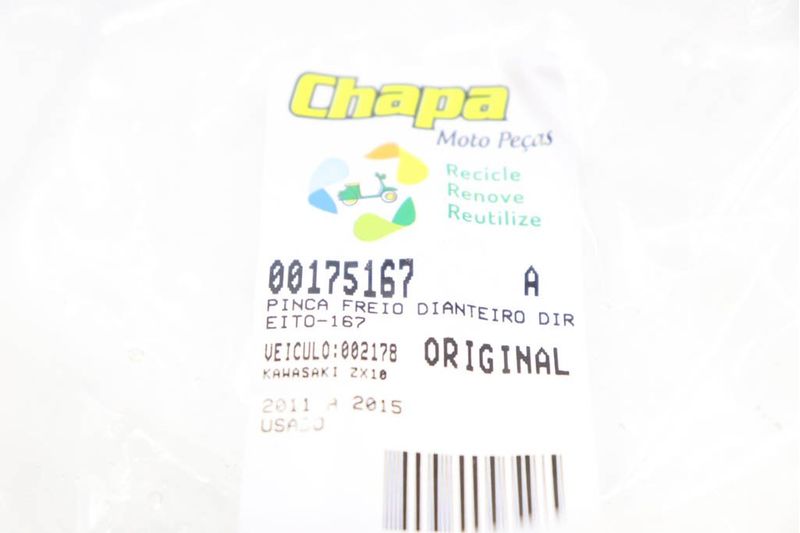 Chapa
Moto Peças
Recicle
Renove
Reutilize
00175167 A
PINCA FREIO DIANTEIRO DIR
EITO-167
VEICULO:002178 ORIGINAL
KAWASAKI ZX10
2011 A 2015
USADO